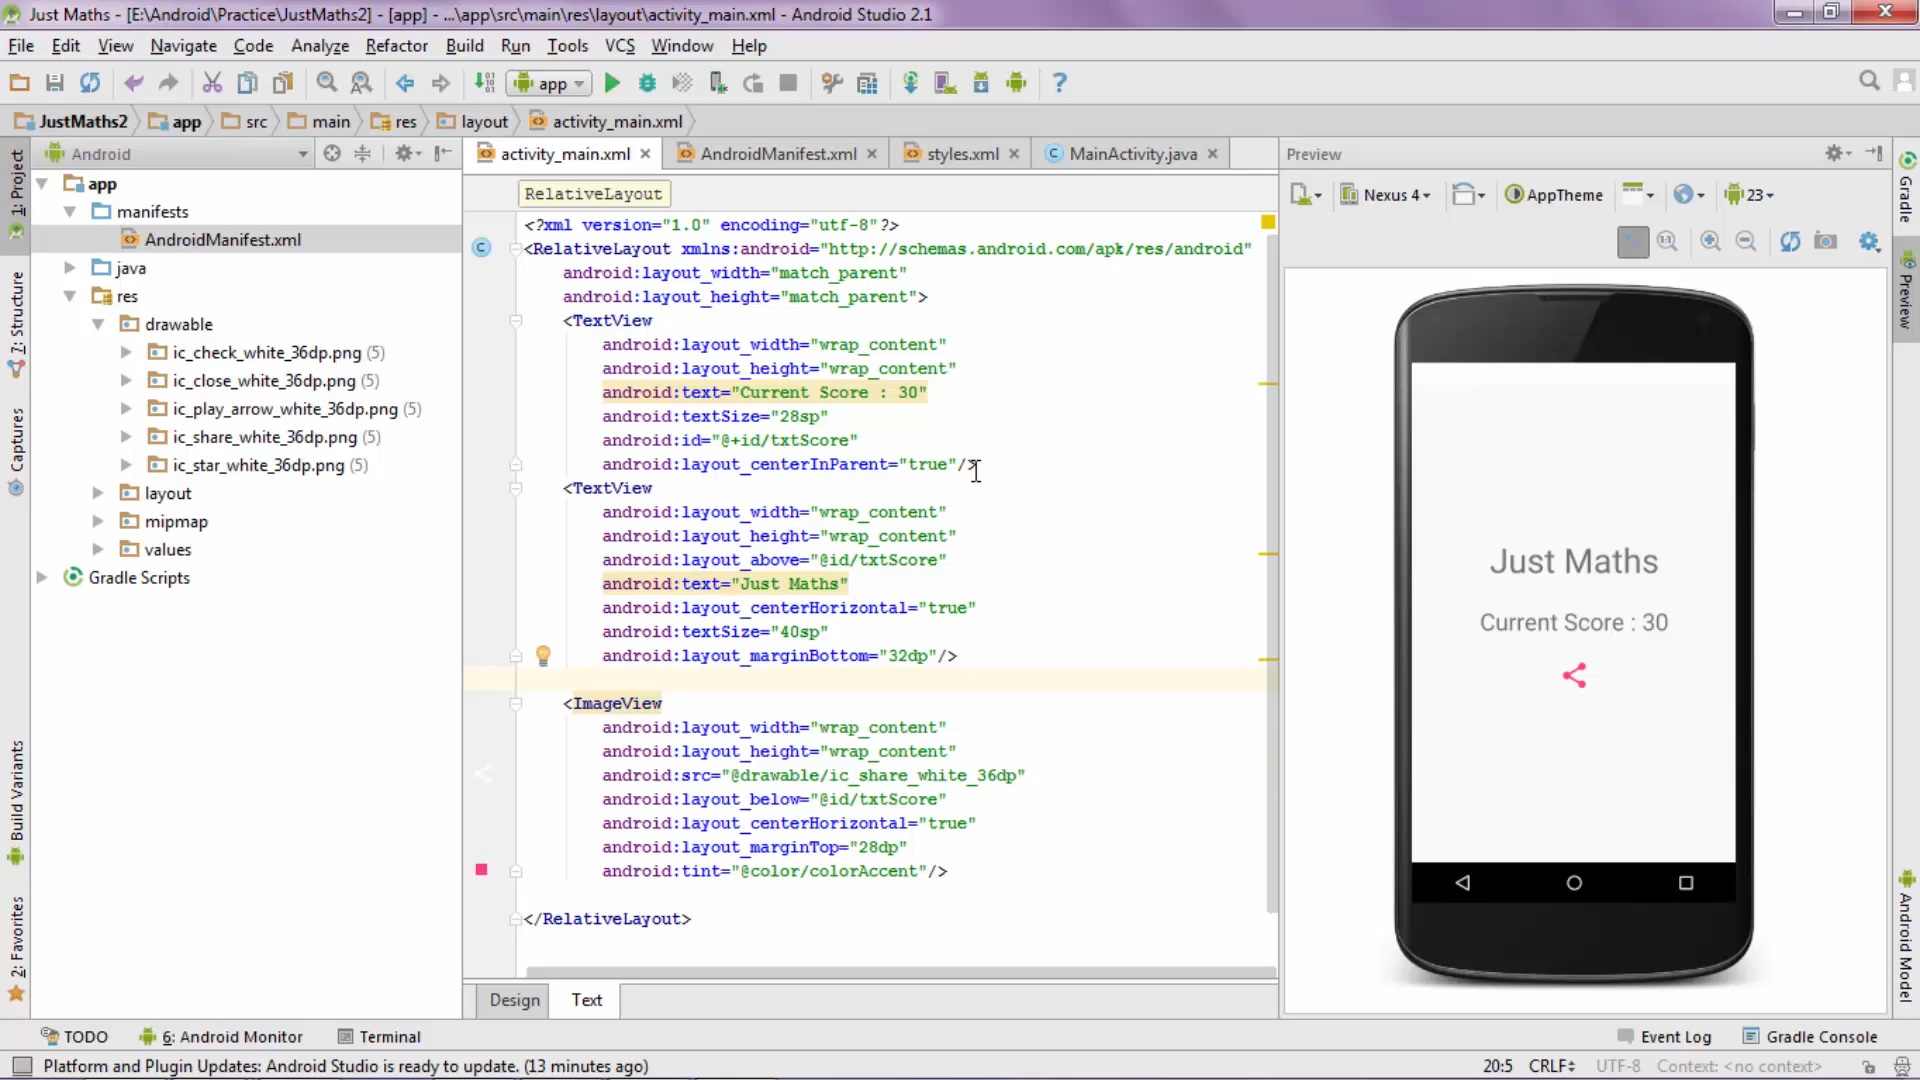 Just Maths - [E:\Android\Practice\JustMaths2] - [app] - ...\app\src\main\res\layout\activity_main.xml - Android Studio 2.1
File Edit View Navigate Code Analyze Refactor Build Run Tools VCS Window Help
app
JustMaths2 app src main res layout activity_main.xml
1: Project
7: Structure
Captures
Build Variants
2: Favorites
Android
app
manifests
AndroidManifest.xml
java
res
drawable
ic_check_white_36dp.png (5)
ic_close_white_36dp.png (5)
ic_play_arrow_white_36dp.png (5)
ic_share_white_36dp.png (5)
ic_star_white_36dp.png (5)
layout
mipmap
values
Gradle Scripts
activity_main.xml AndroidManifest.xml styles.xml MainActivity.java
RelativeLayout
<?xml version="1.0" encoding="utf-8"?>
<RelativeLayout xmlns:android="http://schemas.android.com/apk/res/android"
android:layout_width="match_parent"
android:layout_height="match_parent">
<TextView
android:layout_width="wrap_content"
android:layout_height="wrap_content"
android:text="Current Score : 30"
android:textSize="28sp"
android:id="@+id/txtScore"
android:layout_centerInParent="true"/>
<TextView
android:layout_width="wrap_content"
android:layout_height="wrap_content"
android:layout_above="@id/txtScore"
android:text="Just Maths"
android:layout_centerHorizontal="true"
android:textSize="40sp"
android:layout_marginBottom="32dp"/>
<ImageView
android:layout_width="wrap_content"
android:layout_height="wrap_content"
android:src="@drawable/ic_share_white_36dp"
android:layout_below="@id/txtScore"
android:layout_centerHorizontal="true"
android:layout_marginTop="28dp"
android:tint="@color/colorAccent"/>
</RelativeLayout>
Design Text
Preview
Nexus 4 AppTheme 23
Just Maths
Current Score : 30
Gradle
Preview
Android Model
TODO 6: Android Monitor Terminal Event Log Gradle Console
Platform and Plugin Updates: Android Studio is ready to update. (13 minutes ago) 20:5 CRLF UTF-8 Context: <no context>